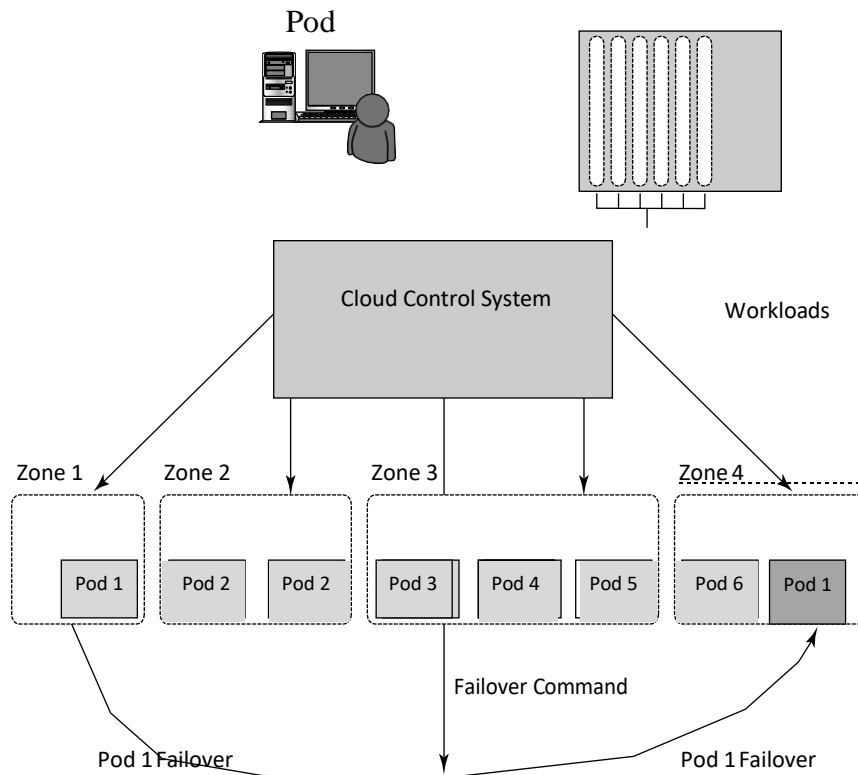 Pod
Cloud Control System
Workloads
Zone 1
Zone 2
Zone 3
Zone 4
Pod 1
Pod 2
Pod 2
Pod 3
Pod 4
Pod 5
Pod 6
Pod 1
Failover Command
Pod 1 Failover
Pod 1 Failover